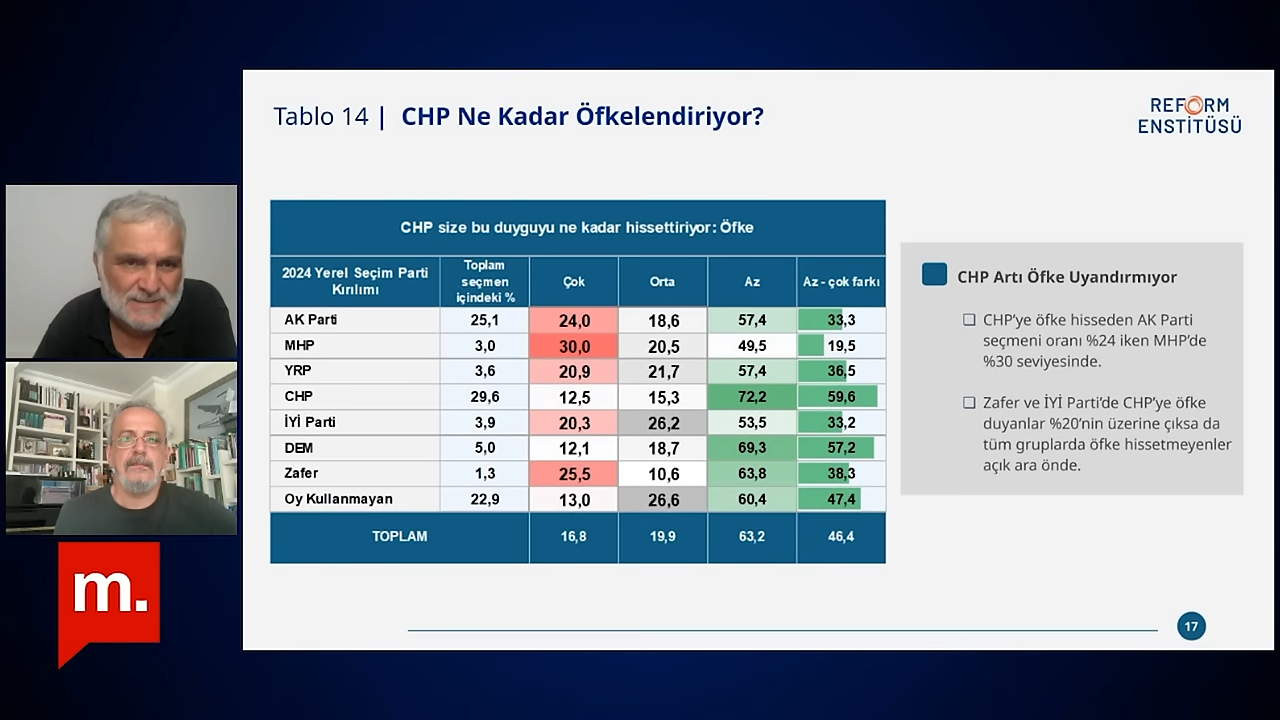 Tablo 14 | CHP Ne Kadar Öfkelendiriyor?
REFORM
ENSTİTÜSÜ
CHP size bu duyguyu ne kadar hissettiriyor: Öfke
2024 Yerel Seçim Parti Kırılımı | Toplam seçmen içindeki % | Çok | Orta | Az | Az - çok farkı
AK Parti 25,1 24,0 18,6 57,4 33,3
MHP 3,0 30,0 20,5 49,5 19,5
YRP 3,6 20,9 21,7 57,4 36,5
CHP 29,6 12,5 15,3 72,2 59,6
İYİ Parti 3,9 20,3 26,2 53,5 33,2
DEM 5,0 12,1 18,7 69,3 57,2
Zafer 1,3 25,5 10,6 63,8 38,3
Oy Kullanmayan 22,9 13,0 26,6 60,4 47,4
TOPLAM 16,8 19,9 63,2 46,4
CHP Artı Öfke Uyandırmıyor
CHP'ye öfke hisseden AK Parti
seçmeni oranı %24 iken MHP'de
%30 seviyesinde.
Zafer ve İYİ Parti'de CHP'ye öfke
duyanlar %20'nin üzerine çıksa da
tüm gruplarda öfke hissetmeyenler
açık ara önde.
m.
17